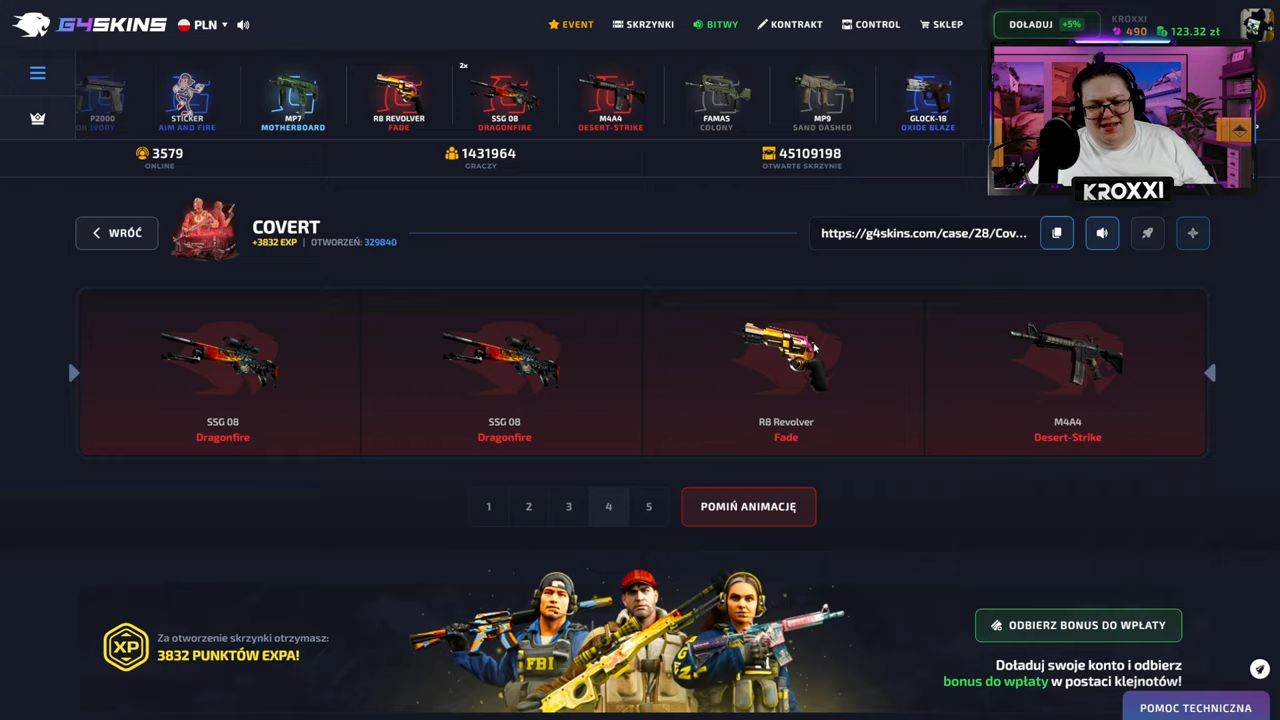 G4SKINS
PLN
EVENT
SKRZYNKI
BITWY
KONTRAKT
CONTROL
SKLEP
DOŁADUJ +5%
KROXXI
490 123.32 zł
P2000
STICKER
AIM AND FIRE
MP7
MOTHERBOARD
R8 REVOLVER
FADE
2x
SSG 08
DRAGONFIRE
M4A4
DESERT-STRIKE
FAMAS
COLONY
MP9
SAND DASHED
GLOCK-18
OXIDE BLAZE
3579
ONLINE
1431964
GRACZY
45109198
OTWARTE SKRZYNIE
KROXXI
WRÓĆ
COVERT
+3832 EXP | OTWORZEŃ: 329840
https://g4skins.com/case/28/Cov...
SSG 08
Dragonfire
SSG 08
Dragonfire
R8 Revolver
Fade
M4A4
Desert-Strike
1 2 3 4 5
POMIŃ ANIMACJĘ
XP
Za otworzenie skrzynki otrzymasz:
3832 PUNKTÓW EXPA!
FBI
ODBIERZ BONUS DO WPŁATY
Doładuj swoje konto i odbierz
bonus do wpłaty w postaci klejnotów!
POMOC TECHNICZNA